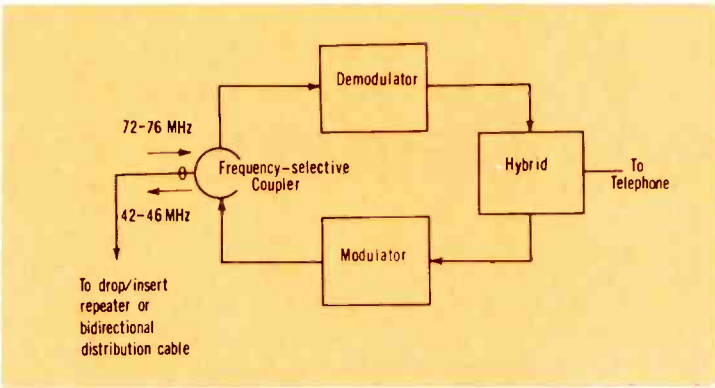 Demodulator
72-76 MHz
Frequency-selective
Coupler
42-46 MHz
Hybrid
To
Telephone
Modulator
To drop/insert
repeater or
bidirectional
distribution cable